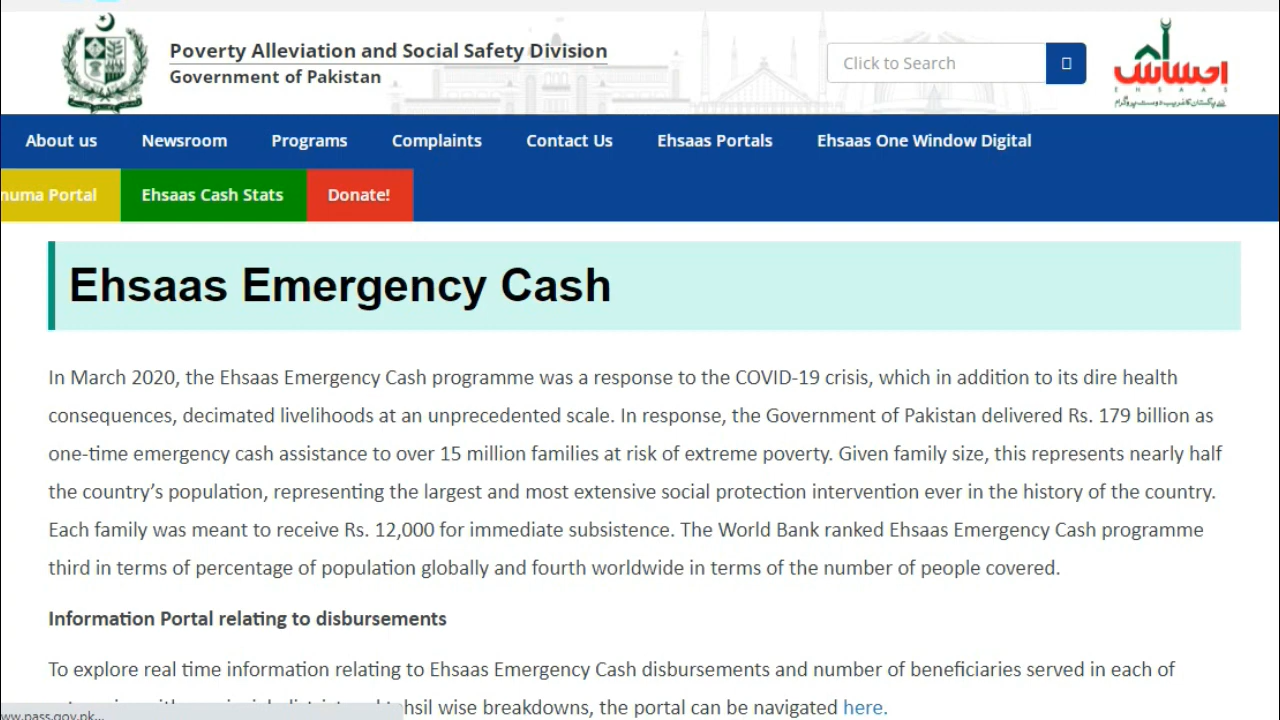 Poverty Alleviation and Social Safety Division
Government of Pakistan
Click to Search
احساس
EHSAAS
About us
Newsroom
Programs
Complaints
Contact Us
Ehsaas Portals
Ehsaas One Window Digital
numa Portal
Ehsaas Cash Stats
Donate!
Ehsaas Emergency Cash
In March 2020, the Ehsaas Emergency Cash programme was a response to the COVID-19 crisis, which in addition to its dire health
consequences, decimated livelihoods at an unprecedented scale. In response, the Government of Pakistan delivered Rs. 179 billion as
one-time emergency cash assistance to over 15 million families at risk of extreme poverty. Given family size, this represents nearly half
the country's population, representing the largest and most extensive social protection intervention ever in the history of the country.
Each family was meant to receive Rs. 12,000 for immediate subsistence. The World Bank ranked Ehsaas Emergency Cash programme
third in terms of percentage of population globally and fourth worldwide in terms of the number of people covered.
Information Portal relating to disbursements
To explore real time information relating to Ehsaas Emergency Cash disbursements and number of beneficiaries served in each of
wise breakdowns, the portal can be navigated here.
www.pass.gov.pk...